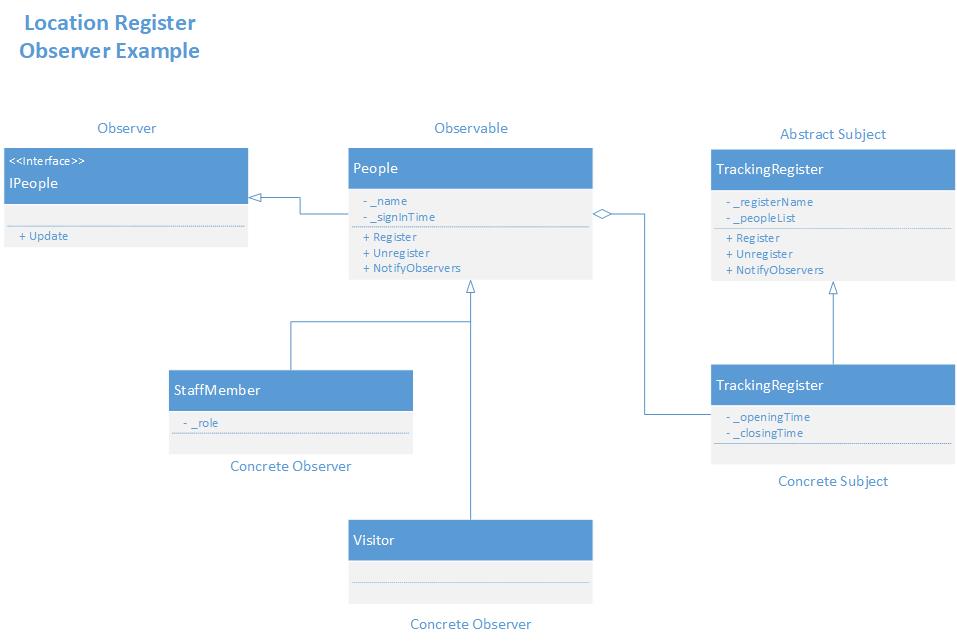 Location Register
Observer Example
Observer
<<Interface>>
IPeople
+ Update
Observable
People
- _name
- _signInTime
+ Register
+ Unregister
+ NotifyObservers
Abstract Subject
TrackingRegister
- _registerName
- _peopleList
+ Register
+ Unregister
+ NotifyObservers
StaffMember
- _role
Concrete Observer
TrackingRegister
- _openingTime
- _closingTime
Concrete Subject
Visitor
Concrete Observer